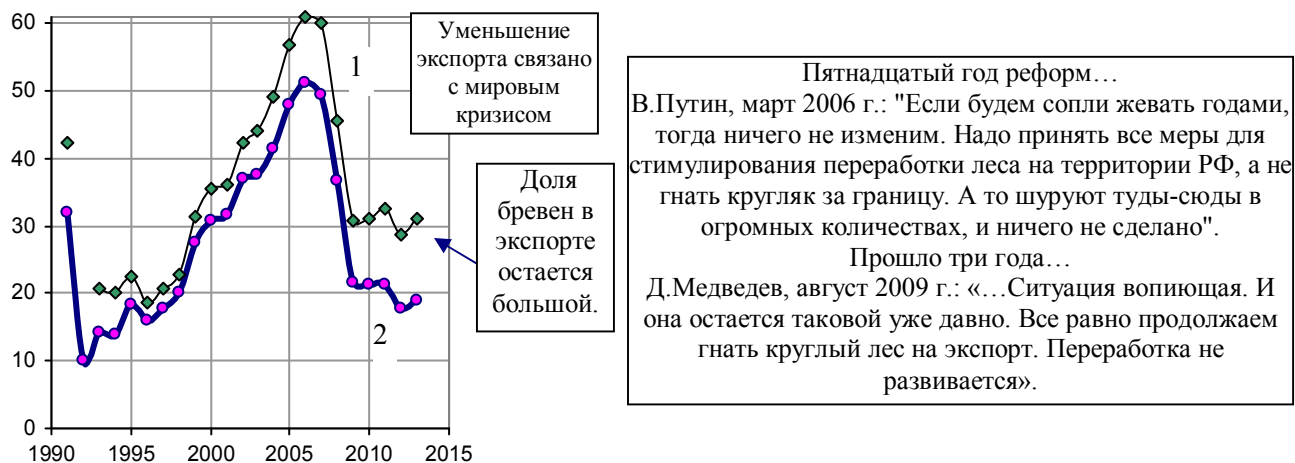 60
50
40
30
20
10
0
1990
1995
2000
2005
2010
2015
1
2
Уменьшение
экспорта связано
с мировым
кризисом
Доля
бревен в
экспорте
остается
большой.
Пятнадцатый год реформ…
В.Путин, март 2006 г.: "Если будем сопли жевать годами,
тогда ничего не изменим. Надо принять все меры для
стимулирования переработки леса на территории РФ, а не
гнать кругляк за границу. А то шуруют туды-сюды в
огромных количествах, и ничего не сделано".
Прошло три года…
Д.Медведев, август 2009 г.: «…Ситуация вопиющая. И
она остается таковой уже давно. Все равно продолжаем
гнать круглый лес на экспорт. Переработка не
развивается».